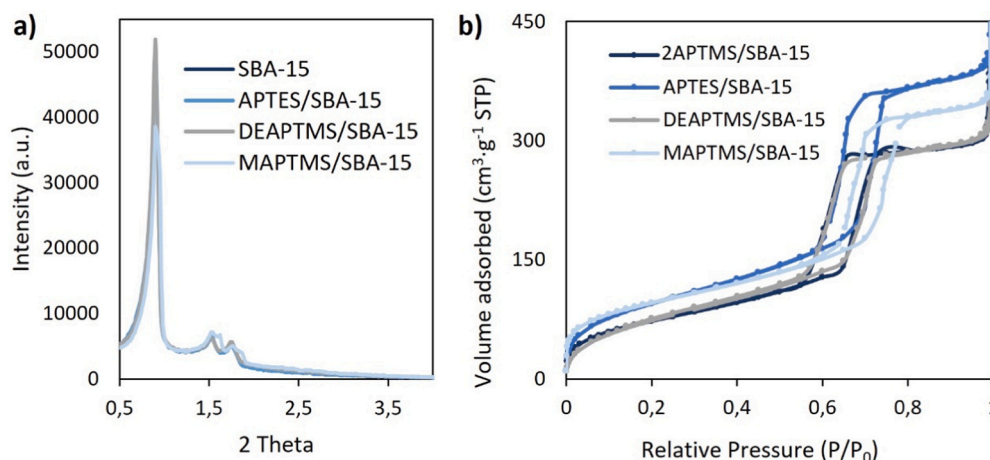 a)
Intensity (a.u.)
50000
40000
30000
20000
10000
0
SBA-15
APTES/SBA-15
DEAPTMS/SBA-15
MAPTMS/SBA-15
0,5
1,5
2,5
3,5
2 Theta
b)
Volume adsorbed (cm³·g⁻¹ STP)
450
300
150
0
2APTMS/SBA-15
APTES/SBA-15
DEAPTMS/SBA-15
MAPTMS/SBA-15
0
0,2
0,4
0,6
0,8
Relative Pressure (P/P₀)